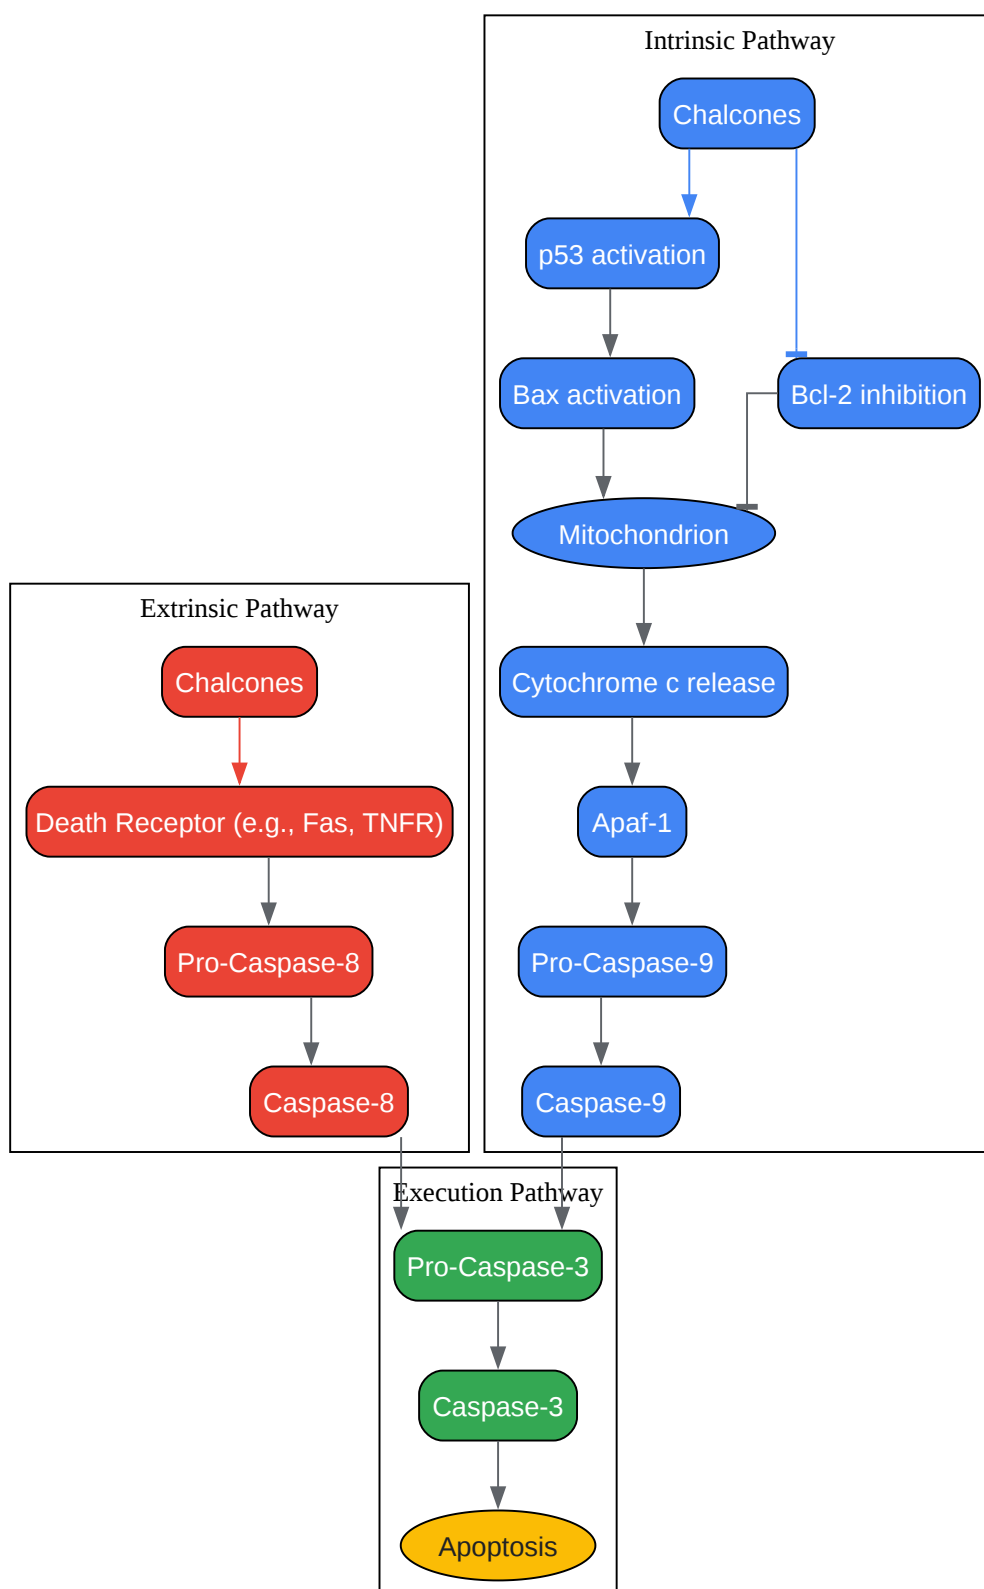 Intrinsic Pathway
Chalcones
p53 activation
Bax activation
Bcl-2 inhibition
Mitochondrion
Cytochrome c release
Apaf-1
Pro-Caspase-9
Caspase-9
Extrinsic Pathway
Chalcones
Death Receptor (e.g., Fas, TNFR)
Pro-Caspase-8
Caspase-8
Execution Pathway
Pro-Caspase-3
Caspase-3
Apoptosis